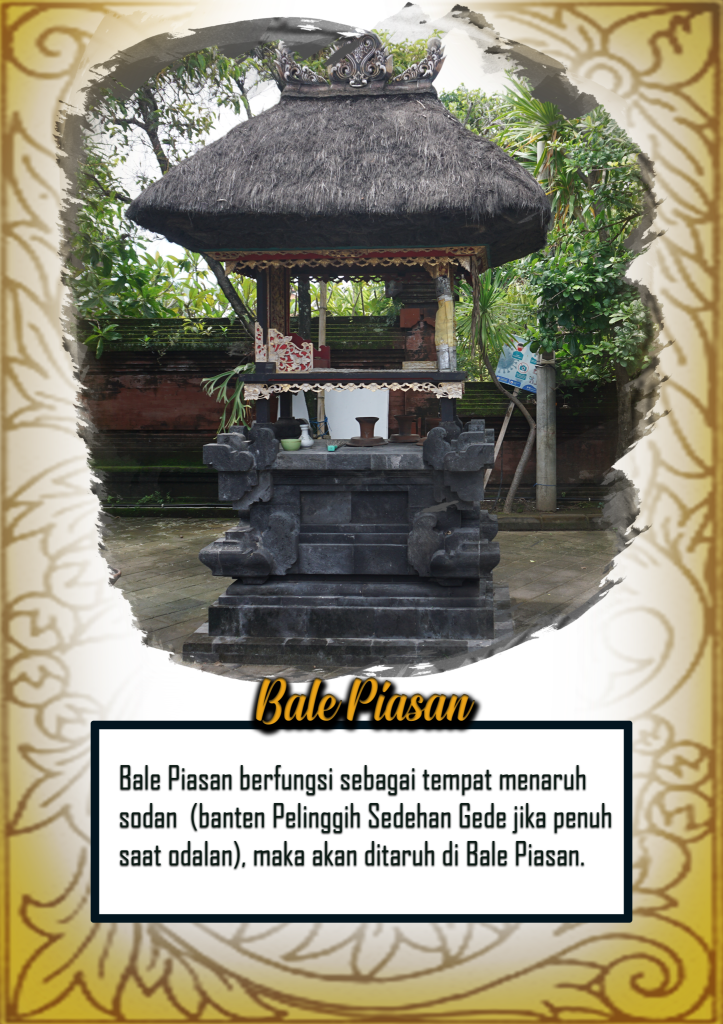 Bale Piasan
Bale Piasan berfungsi sebagai tempat menaruh
sodan (banten Pelinggih Sedehan Gede jika penuh
saat odalan), maka akan ditaruh di Bale Piasan.